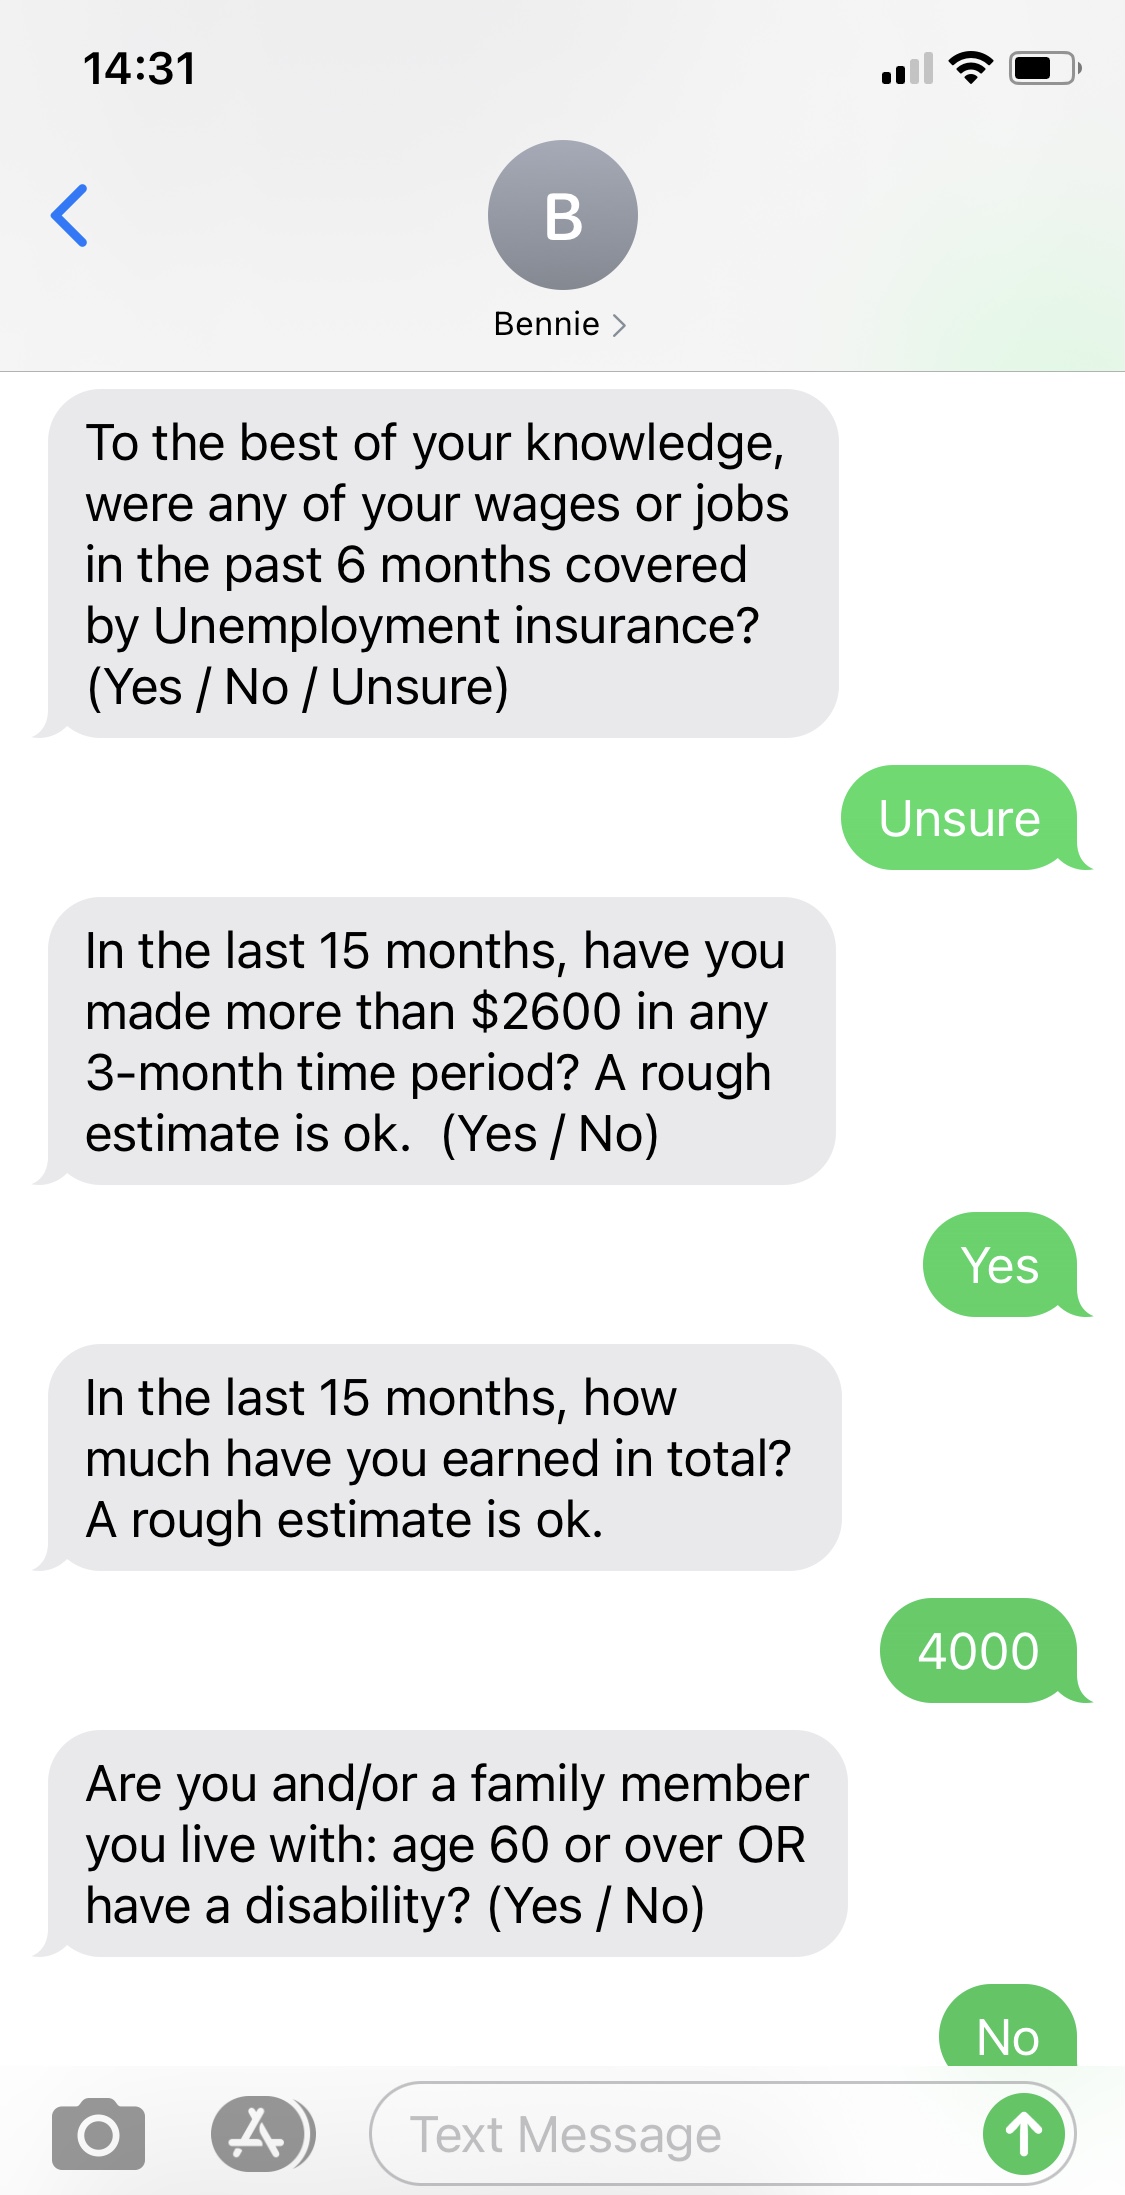 14:31
B
Bennie
To the best of your knowledge,
were any of your wages or jobs
in the past 6 months covered
by Unemployment insurance?
(Yes / No / Unsure)
Unsure
In the last 15 months, have you
made more than $2600 in any
3-month time period? A rough
estimate is ok.  (Yes / No)
Yes
In the last 15 months, how
much have you earned in total?
A rough estimate is ok.
4000
Are you and/or a family member
you live with: age 60 or over OR
have a disability? (Yes / No)
No
Text Message